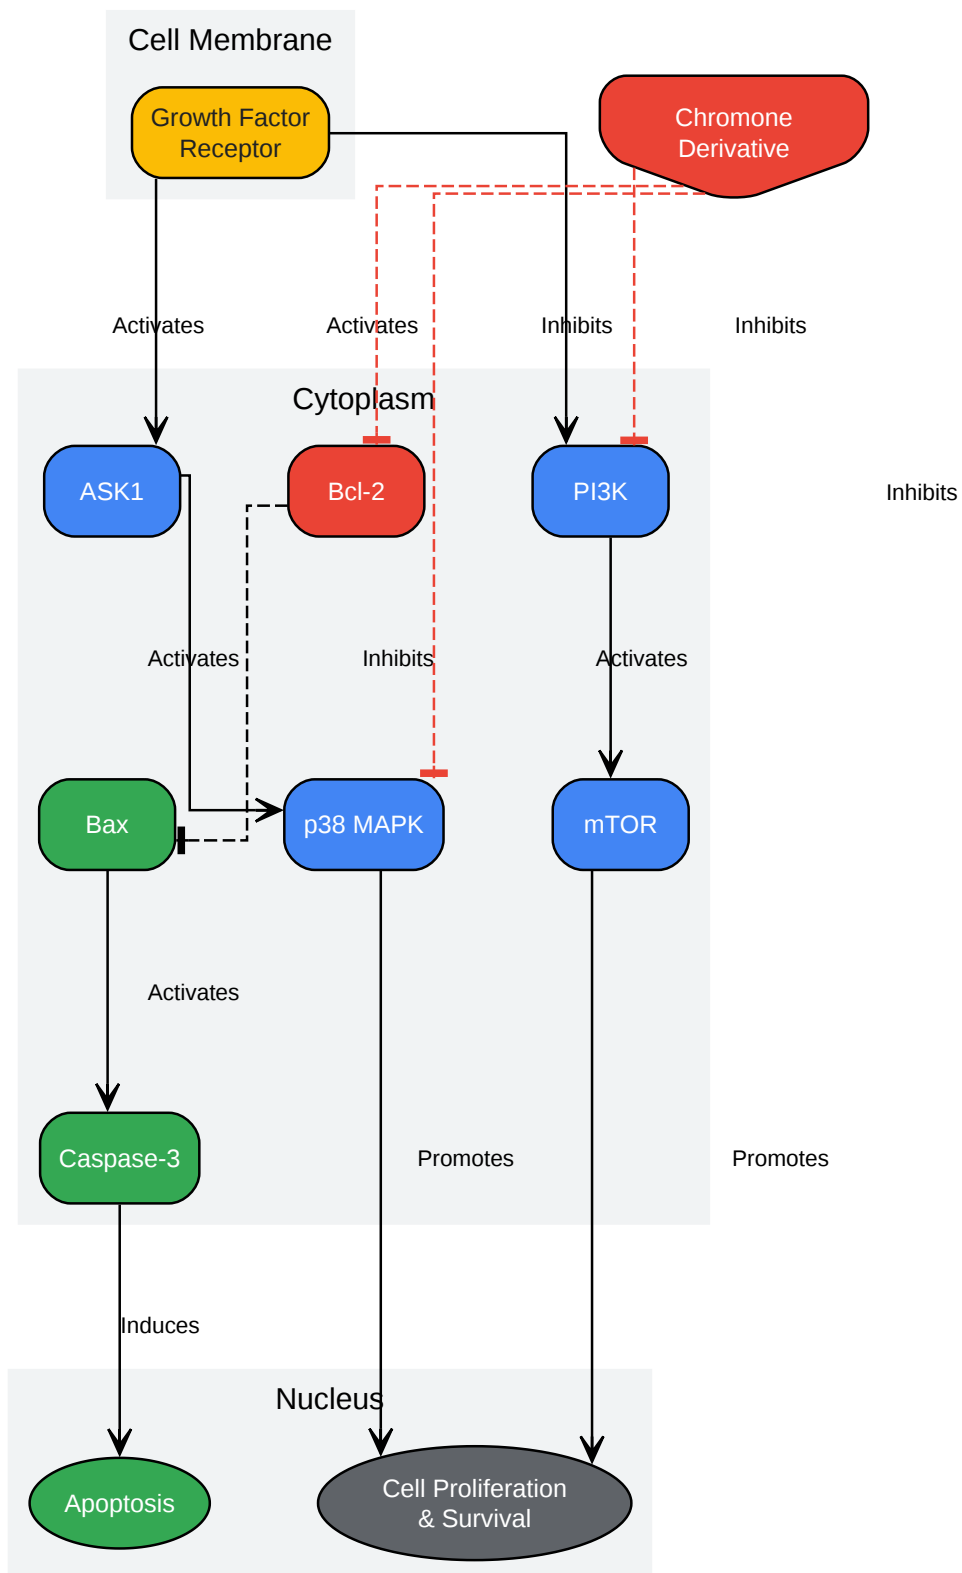 Cell Membrane
Growth Factor
Receptor
Chromone
Derivative
Activates
Activates
Inhibits
Inhibits
Cytoplasm
ASK1
Bcl-2
PI3K
Inhibits
Activates
Inhibits
Activates
Bax
p38 MAPK
mTOR
Activates
Caspase-3
Promotes
Promotes
Induces
Nucleus
Apoptosis
Cell Proliferation
& Survival